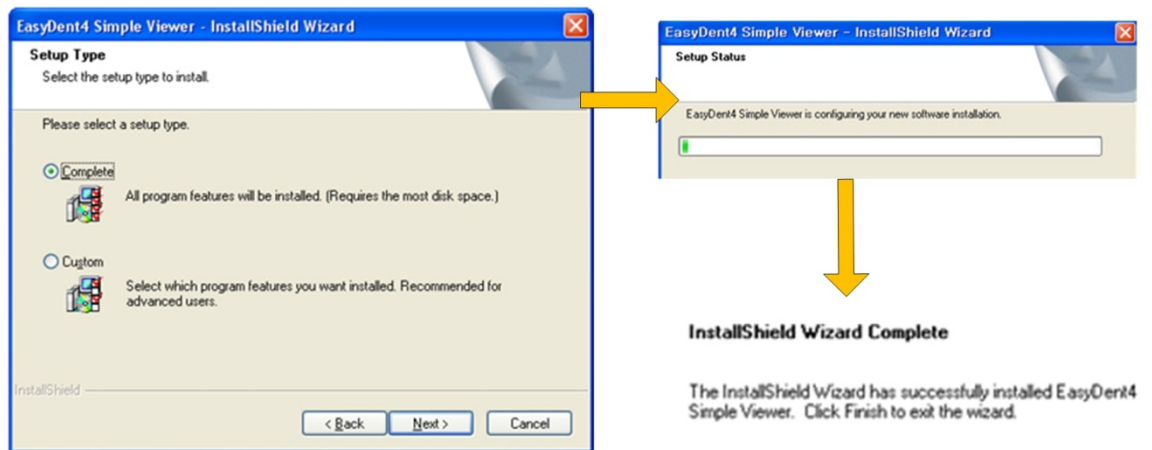 EasyDent4 Simple Viewer - InstallShield Wizard
Setup Type
Select the setup type to install.
Please select a setup type.
Complete
All program features will be installed. (Requires the most disk space.)
Custom
Select which program features you want installed. Recommended for
advanced users.
InstallShield
< Back
Next >
Cancel
EasyDent4 Simple Viewer - InstallShield Wizard
Setup Status
EasyDent4 Simple Viewer is configuring your new software installation.
InstallShield Wizard Complete
The InstallShield Wizard has successfully installed EasyDent4
Simple Viewer. Click Finish to exit the wizard.